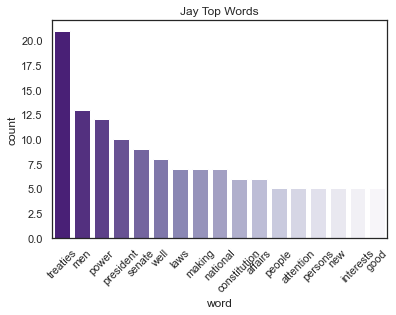 Jay Top Words
count
20.0
17.5
15.0
12.5
10.0
7.5
5.0
2.5
0.0
treaties
men
power
president
senate
well
laws
making
national
constitution
affairs
people
attention
persons
new
interests
good
word